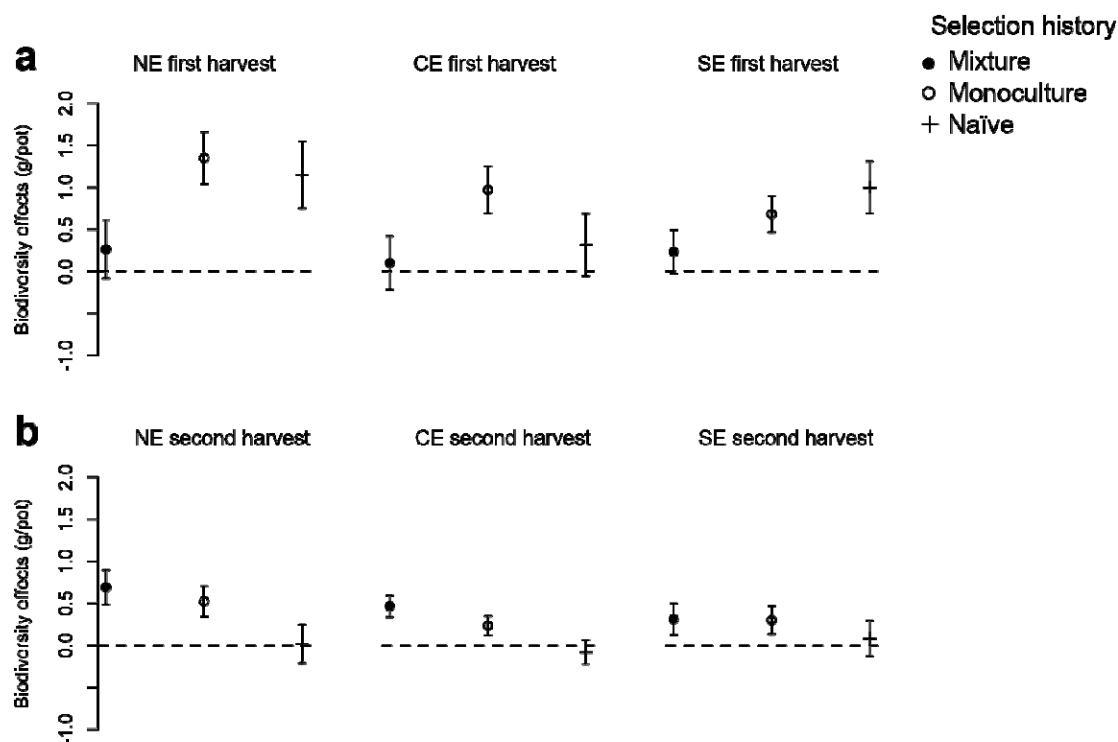 Selection history
Mixture
Monoculture
Naïve
a
NE first harvest
CE first harvest
SE first harvest
Biodiversity effects (g/pot)
2.0
1.5
1.0
0.5
0.0
-1.0
b
NE second harvest
CE second harvest
SE second harvest
Biodiversity effects (g/pot)
2.0
1.5
1.0
0.5
0.0
-1.0